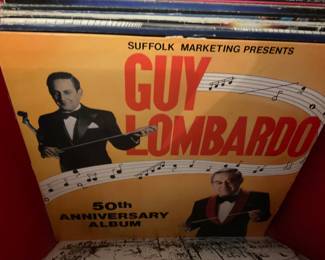 SUFFOLK MARKETING PRESENTS
GUY
LOMBARDO
50th
ANNIVERSARY
ALBUM